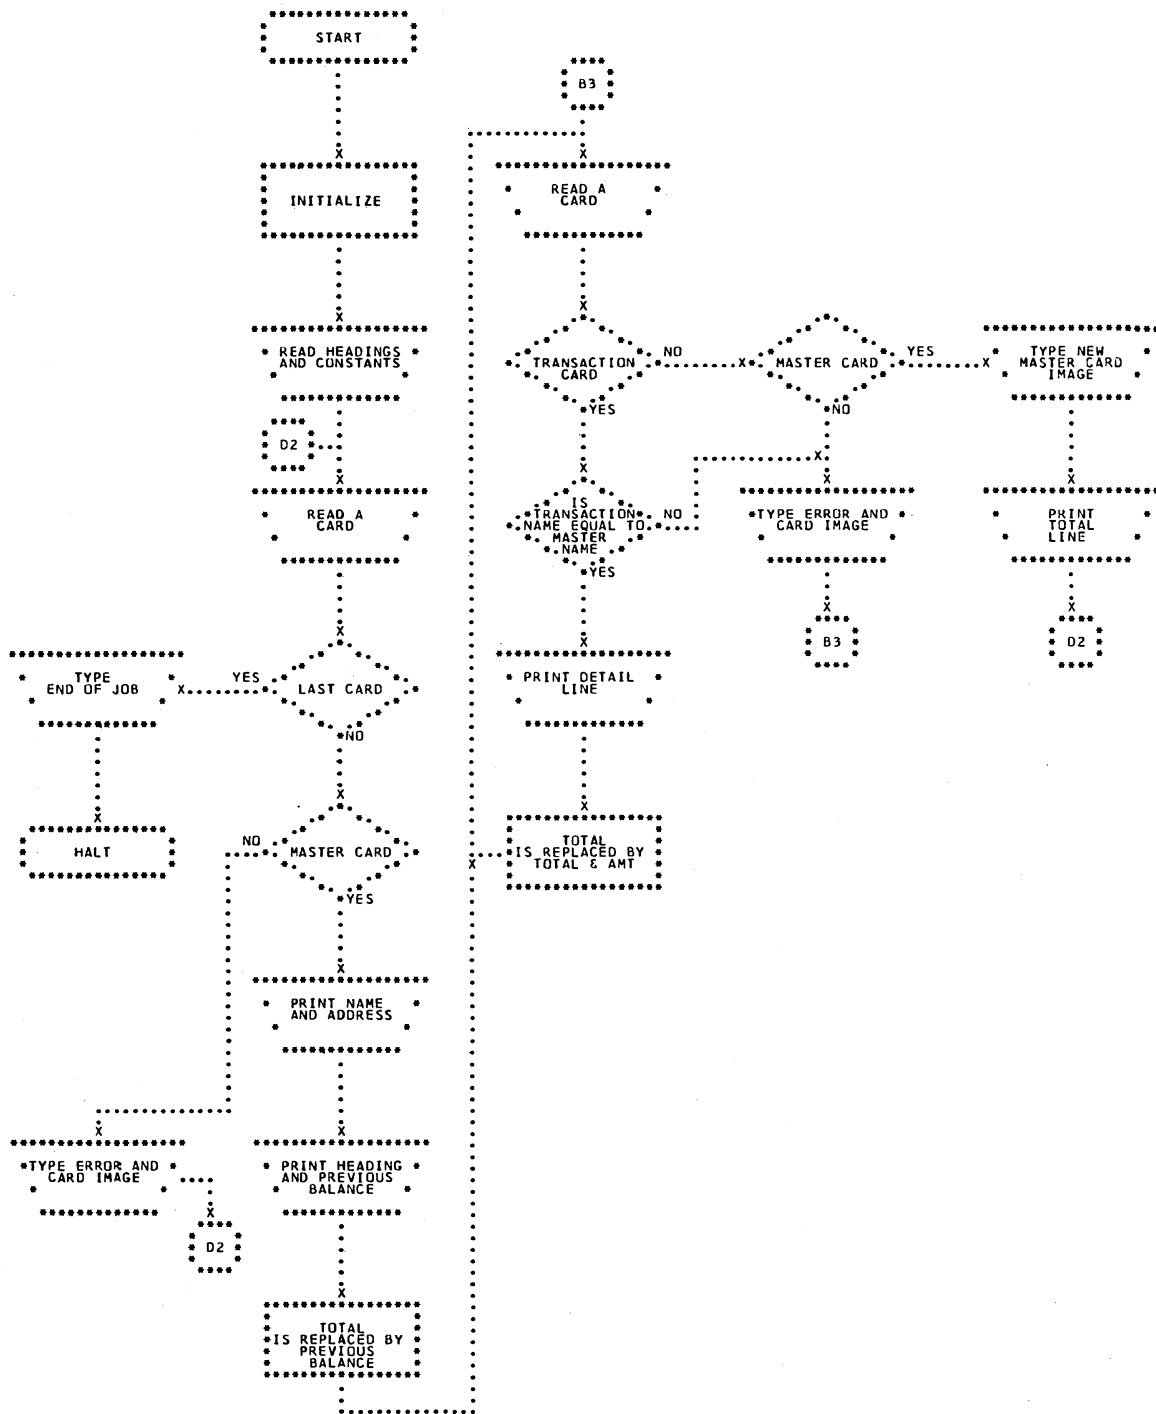 START
B3
INITIALIZE
READ A
CARD
READ HEADINGS
AND CONSTANTS
TRANSACTION
CARD
NO
YES
MASTER CARD
YES
NO
TYPE NEW
MASTER CARD
IMAGE
D2
READ A
CARD
IS
TRANSACTION
NAME EQUAL TO
MASTER
NAME
NO
YES
TYPE ERROR AND
CARD IMAGE
PRINT
TOTAL
LINE
B3
D2
TYPE
END OF JOB
YES
LAST CARD
NO
PRINT DETAIL
LINE
HALT
NO
MASTER CARD
YES
TOTAL
IS REPLACED BY
TOTAL & AMT
PRINT NAME
AND ADDRESS
TYPE ERROR AND
CARD IMAGE
D2
PRINT HEADING
AND PREVIOUS
BALANCE
TOTAL
IS REPLACED BY
PREVIOUS
BALANCE